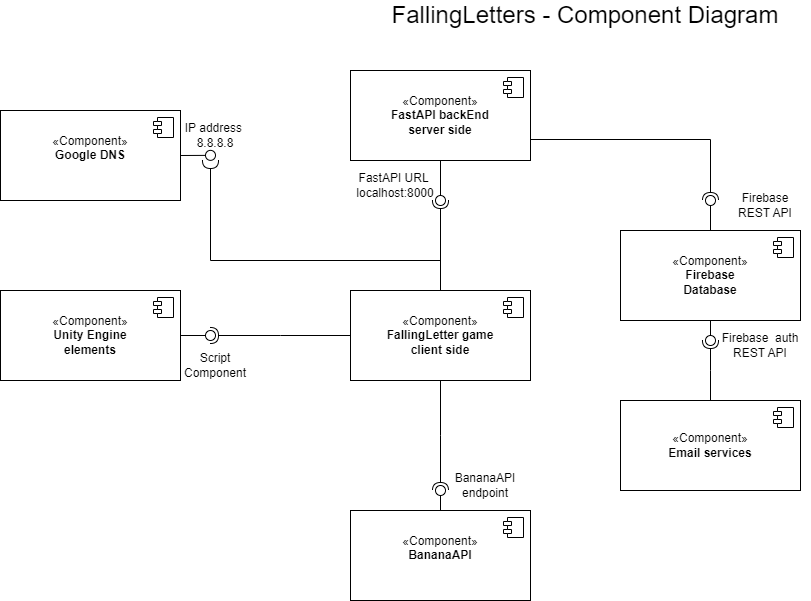 FallingLetters - Component Diagram
«Component»
FastAPI backEnd
server side
«Component»
Google DNS
IP address
8.8.8.8
FastAPI URL
localhost:8000
Firebase
REST API
«Component»
Firebase
Database
«Component»
Unity Engine
elements
Script
Component
«Component»
FallingLetter game
client side
Firebase  auth
REST API
«Component»
Email services
BananaAPI
endpoint
«Component»
BananaAPI